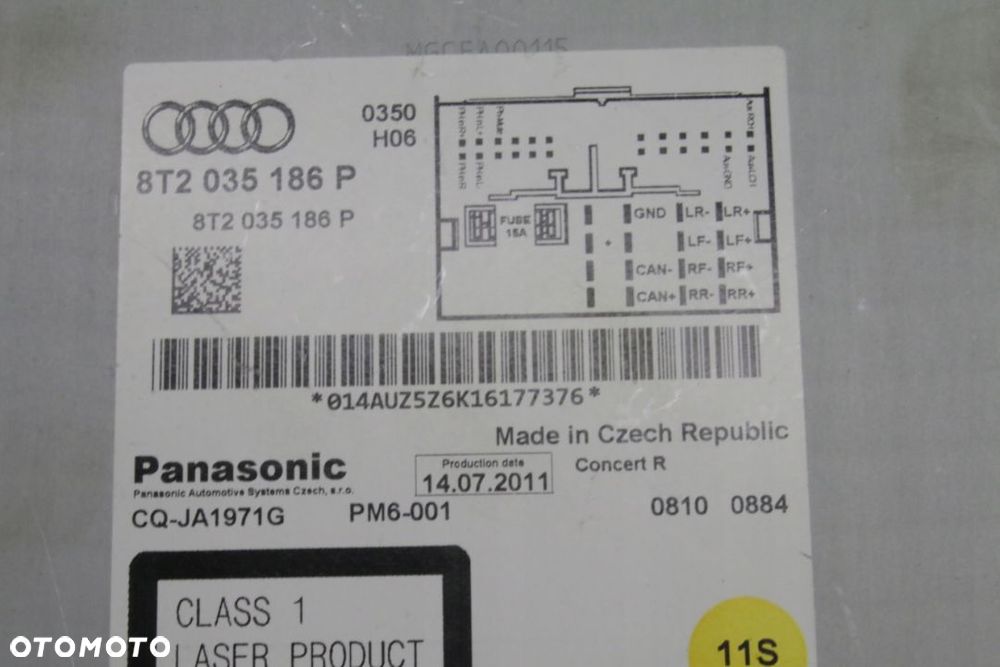 MGCFA00115
0350
H06
8T2 035 186 P
8T2 035 186 P
FUSE
15A
+
GND LR- LR+
LF- LF+
CAN- RF- RF+
CAN+ RR- RR+
*014AUZ5Z6K16177376*
Made in Czech Republic
Panasonic
Panasonic Automotive Systems Czech, s.r.o.
Production date
14.07.2011
Concert R
CQ-JA1971G PM6-001 0810 0884
CLASS 1
LASER PRODUCT
11S
OTOMOTO